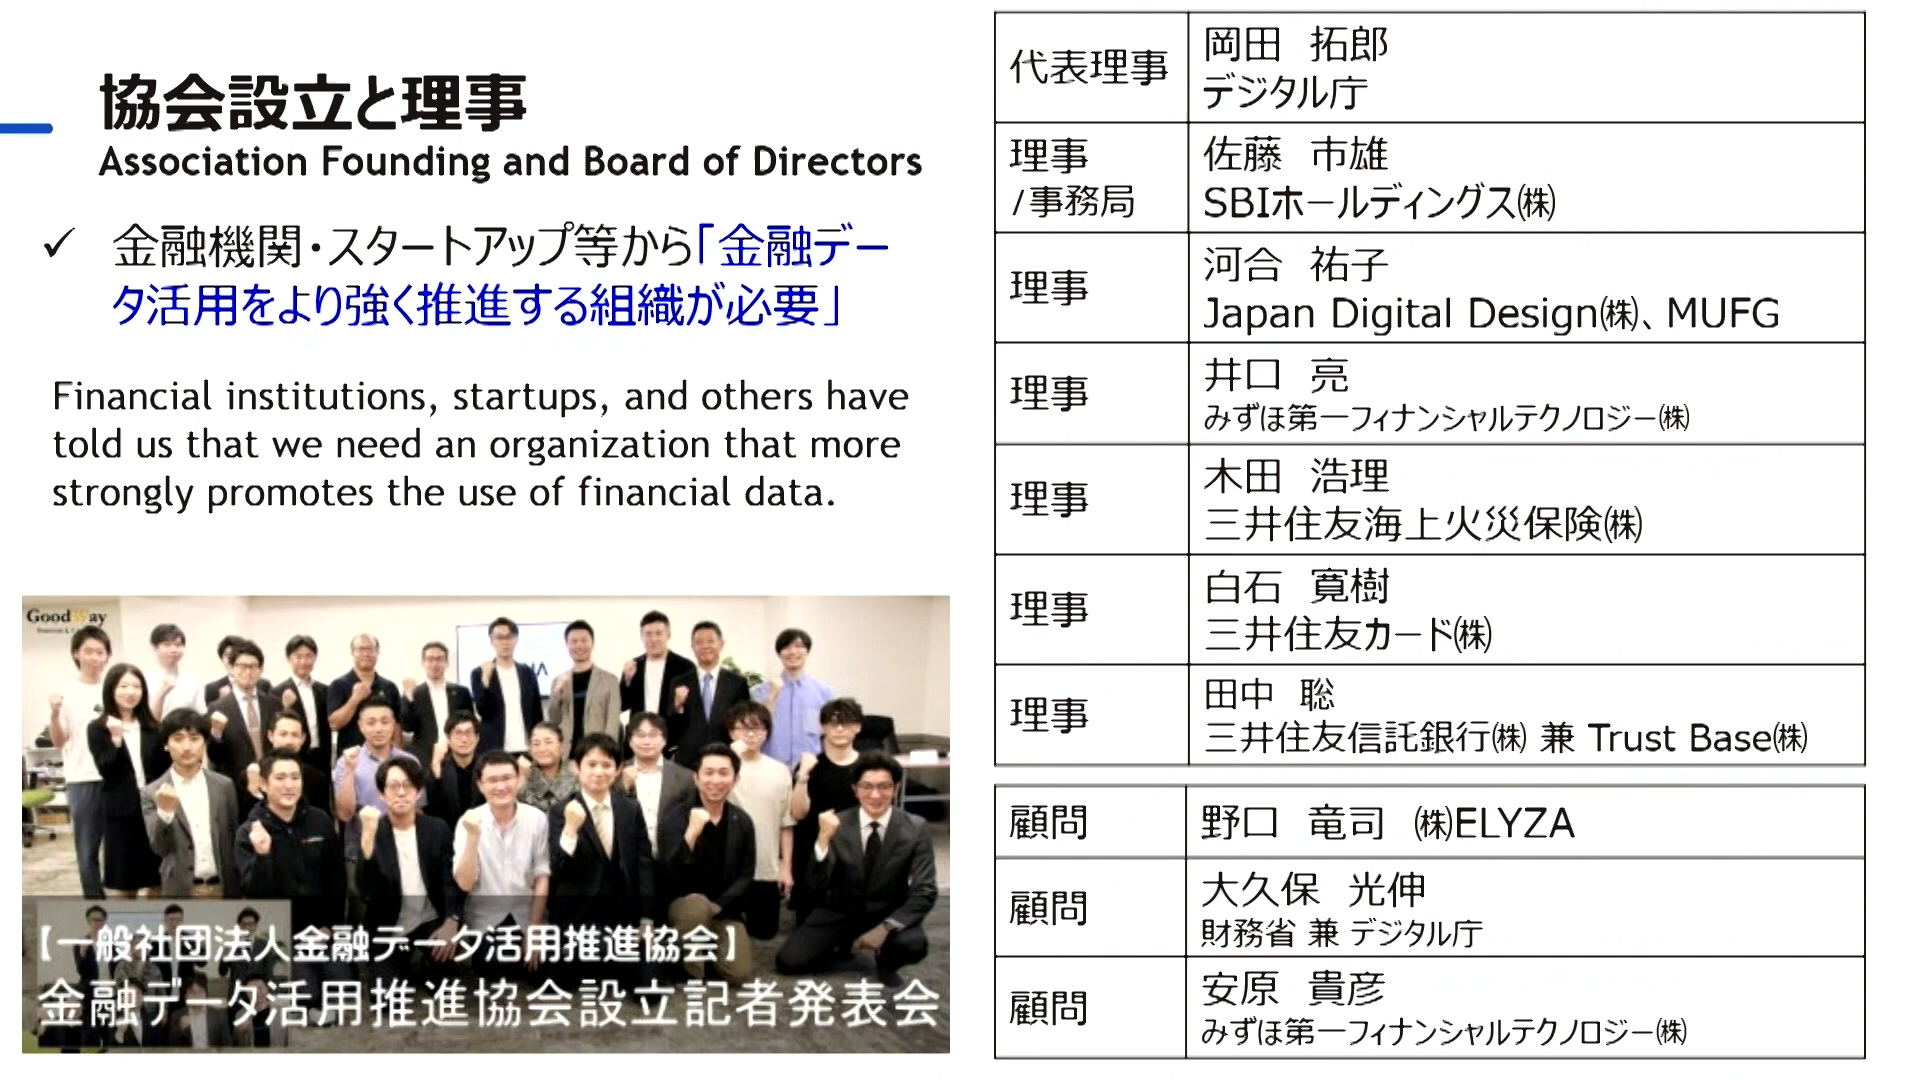 協会設立と理事
Association Founding and Board of Directors
✓ 金融機関・スタートアップ等から「金融デー
タ活用をより強く推進する組織が必要」
Financial institutions, startups, and others have
told us that we need an organization that more
strongly promotes the use of financial data.
GoodWay
【一般社団法人金融データ活用推進協会】
金融データ活用推進協会設立記者発表会
代表理事
岡田 拓郎
デジタル庁
理事
/事務局
佐藤 市雄
SBIホールディングス㈱
理事
河合 祐子
Japan Digital Design㈱、MUFG
理事
井口 亮
みずほ第一フィナンシャルテクノロジー㈱
理事
木田 浩理
三井住友海上火災保険㈱
理事
白石 寛樹
三井住友カード㈱
理事
田中 聡
三井住友信託銀行㈱ 兼 Trust Base㈱
顧問
野口 竜司 ㈱ELYZA
顧問
大久保 光伸
財務省 兼 デジタル庁
顧問
安原 貴彦
みずほ第一フィナンシャルテクノロジー㈱